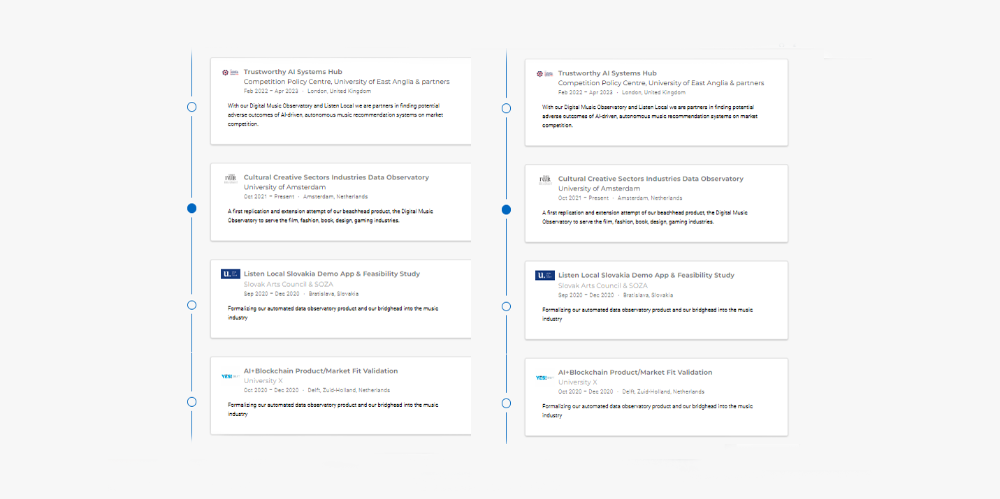 Trustworthy AI Systems Hub
Competition Policy Centre, University of East Anglia & partners
Feb 2022 – Apr 2023 · London, United Kingdom
With our Digital Music Observatory and Listen Local we are partners in finding potential
adverse outcomes of AI-driven, autonomous music recommendation systems on market
competition.
Cultural Creative Sectors Industries Data Observatory
University of Amsterdam
Oct 2021 – Present · Amsterdam, Netherlands
A first replication and extension attempt of our beachhead product, the Digital Music
Observatory to serve the film, fashion, book, design, gaming industries.
u.
Listen Local Slovakia Demo App & Feasibility Study
Slovak Arts Council & SOZA
Sep 2020 – Dec 2020 · Bratislava, Slovakia
Formalizing our automated data observatory product and our bridghead into the music
industry
YES!
AI+Blockchain Product/Market Fit Validation
University X
Oct 2020 – Dec 2020 · Delft, Zuid-Holland, Netherlands
Formalizing our automated data observatory product and our bridghead into the music
industry
Trustworthy AI Systems Hub
Competition Policy Centre, University of East Anglia & partners
Feb 2022 – Apr 2023 · London, United Kingdom
With our Digital Music Observatory and Listen Local we are partners in finding potential
adverse outcomes of AI-driven, autonomous music recommendation systems on market
competition.
Cultural Creative Sectors Industries Data Observatory
University of Amsterdam
Oct 2021 – Present · Amsterdam, Netherlands
A first replication and extension attempt of our beachhead product, the Digital Music
Observatory to serve the film, fashion, book, design, gaming industries.
u.
Listen Local Slovakia Demo App & Feasibility Study
Slovak Arts Council & SOZA
Sep 2020 – Dec 2020 · Bratislava, Slovakia
Formalizing our automated data observatory product and our bridghead into the music
industry
YES!
AI+Blockchain Product/Market Fit Validation
University X
Oct 2020 – Dec 2020 · Delft, Zuid-Holland, Netherlands
Formalizing our automated data observatory product and our bridghead into the music
industry